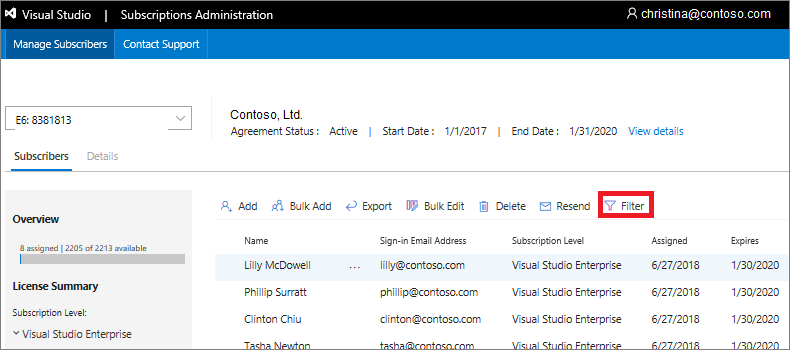 Visual Studio | Subscriptions Administration christina@contoso.com
Manage Subscribers Contact Support
E6: 8381813
Contoso, Ltd.
Agreement Status : Active | Start Date : 1/1/2017 | End Date : 1/31/2020 View details
Subscribers Details
Overview
8 assigned | 2205 of 2213 available
License Summary
Subscription Level:
Visual Studio Enterprise
Add Bulk Add Export Bulk Edit Delete Resend Filter
Name Sign-in Email Address Subscription Level Assigned Expires
Lilly McDowell ... lilly@contoso.com Visual Studio Enterprise 6/27/2018 1/30/2020
Phillip Surratt phillip@contoso.com Visual Studio Enterprise 6/27/2018 1/30/2020
Clinton Chiu clinton@contoso.com Visual Studio Enterprise 6/27/2018 1/30/2020
Tasha Newton tasha@contoso.com Visual Studio Enterprise 6/27/2018 1/30/2020